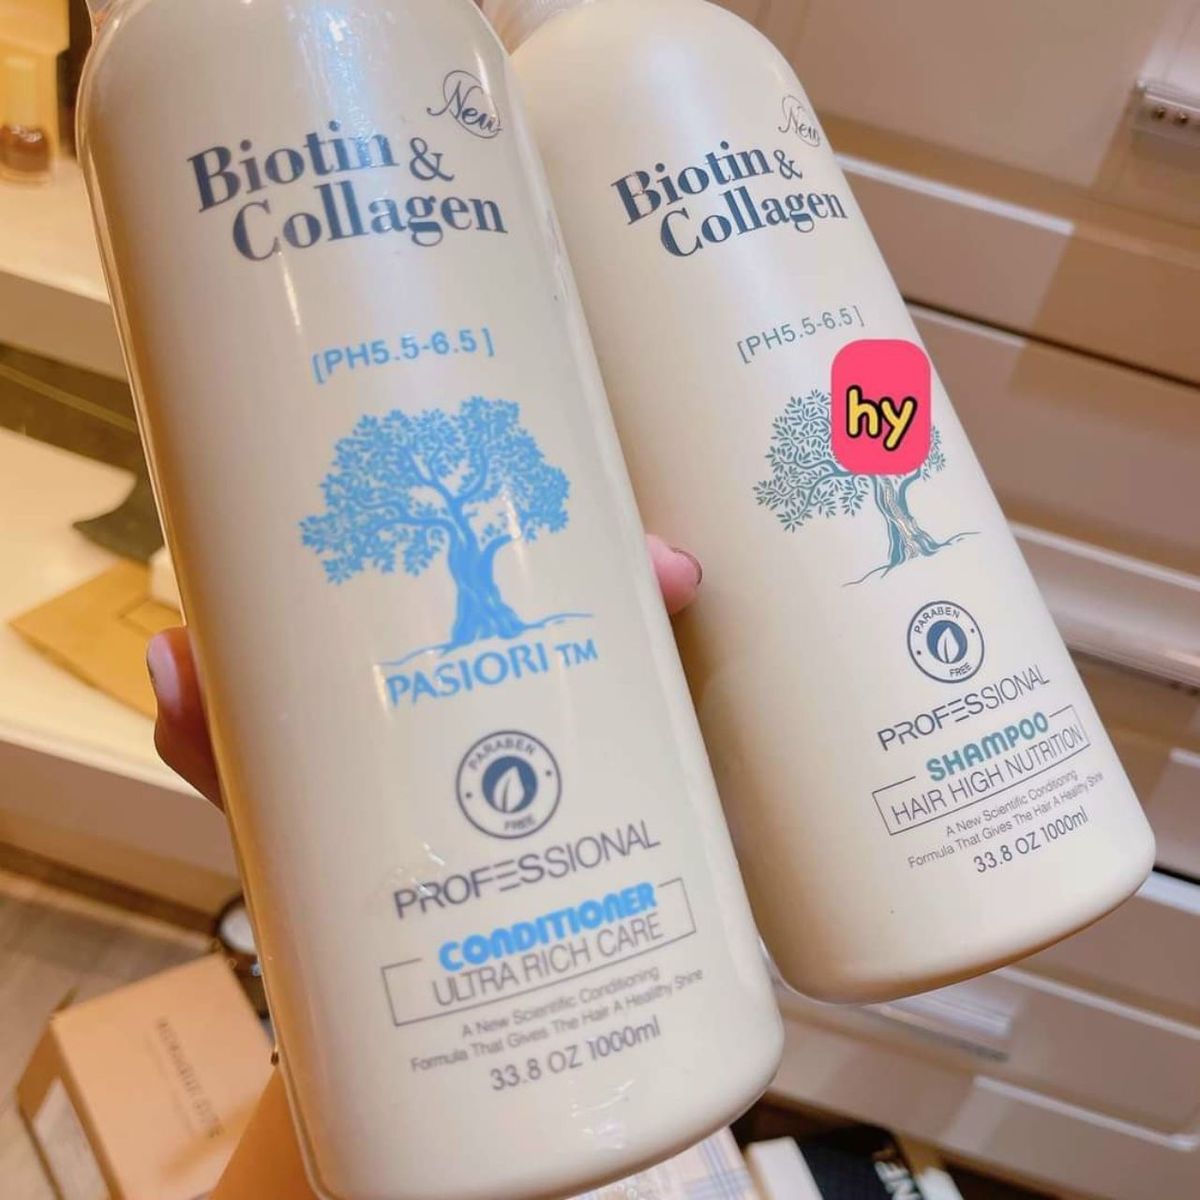 New
Biotin &
Collagen
[PH5.5-6.5]
PASIORI TM
PARABEN
FREE
PROFESSIONAL
CONDITIONER
ULTRA RICH CARE
A New Scientific Conditioning
Formula That Gives The Hair A Healthy Shine
33.8 OZ 1000ml
New
Biotin &
Collagen
[PH5.5-6.5]
hy
PARABEN
FREE
PROFESSIONAL
SHAMPOO
HAIR HIGH NUTRITION
A New Scientific Conditioning
Formula That Gives The Hair A Healthy Shine
33.8 OZ 1000ml